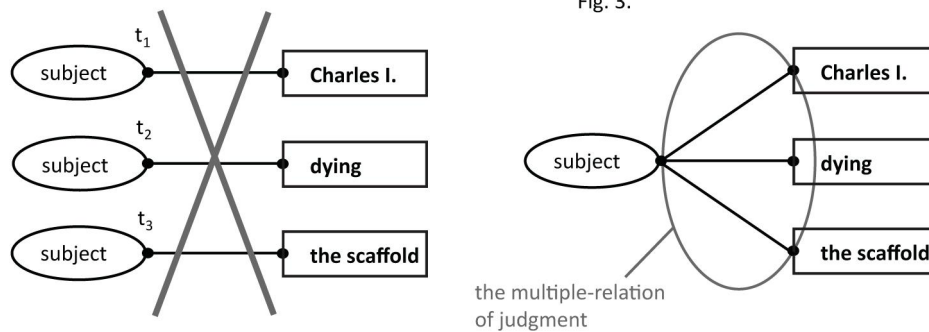 Fig. 3.
t1
subject
Charles I.
t2
subject
dying
t3
subject
the scaffold
Charles I.
subject
dying
the scaffold
the multiple-relation
of judgment